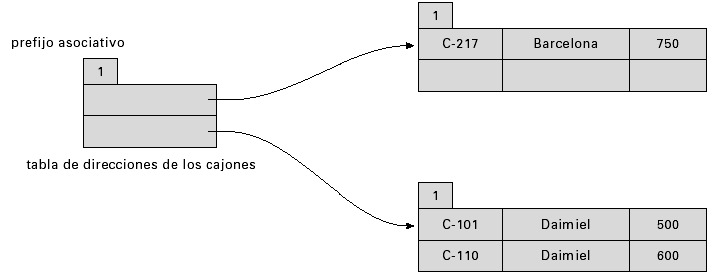 1
C-217 Barcelona 750
prefijo asociativo
1
tabla de direcciones de los cajones
1
C-101 Daimiel 500
C-110 Daimiel 600